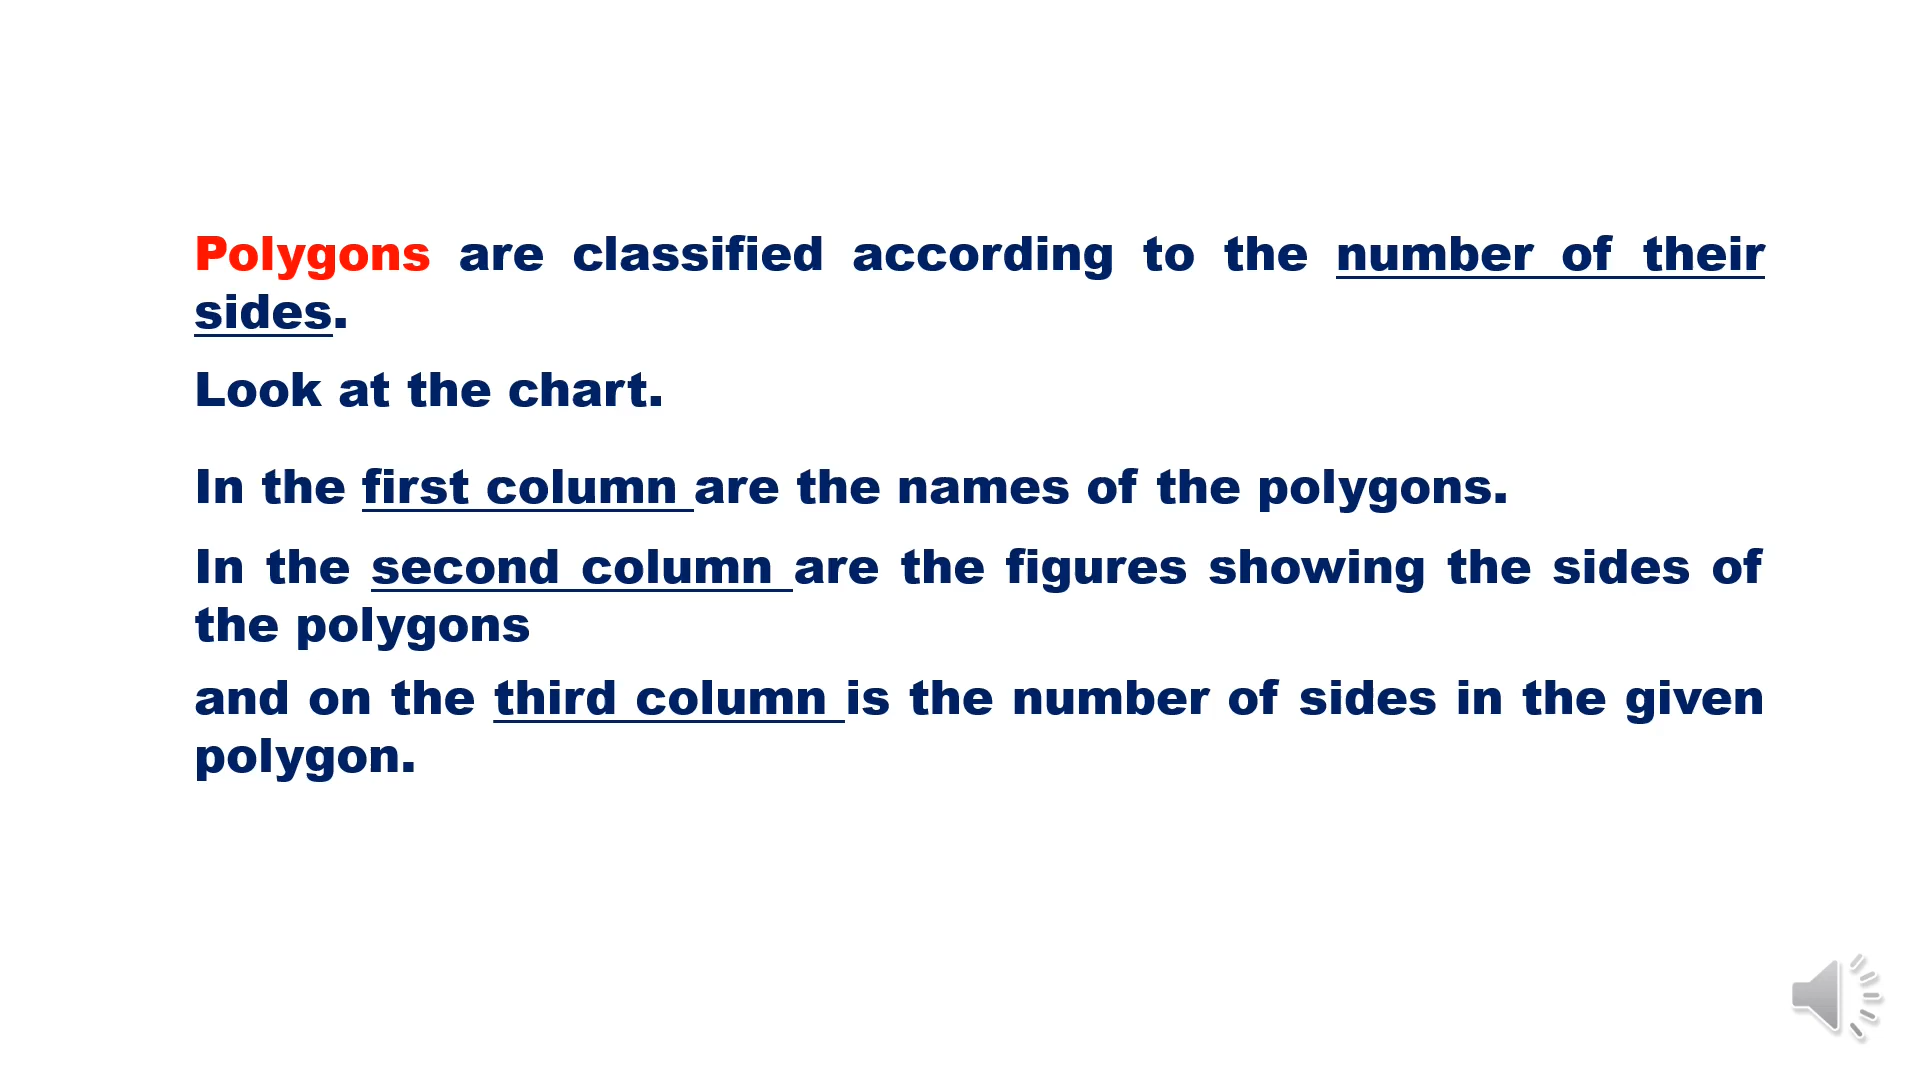 Polygons are classified according to the number of their
sides.
Look at the chart.
In the first column are the names of the polygons.
In the second column are the figures showing the sides of
the polygons
and on the third column is the number of sides in the given
polygon.